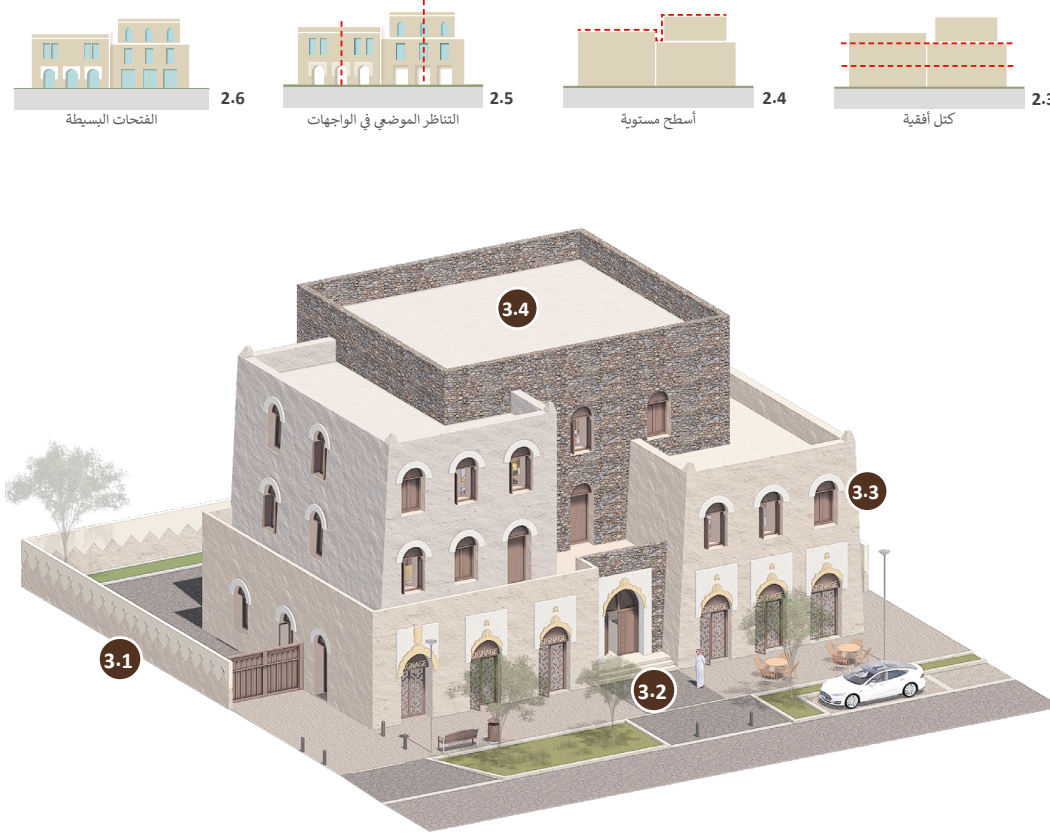 2.3
كتل أفقية
2.4
أسطح مستوية
2.5
التناظر الموضعي في الواجهات
2.6
الفتحات البسيطة
3.4
3.3
3.1
3.2
SIGNAGE
SIGNAGE
SIGNAGE
SIGNAGE
SIGNAGE
SIGNAGE